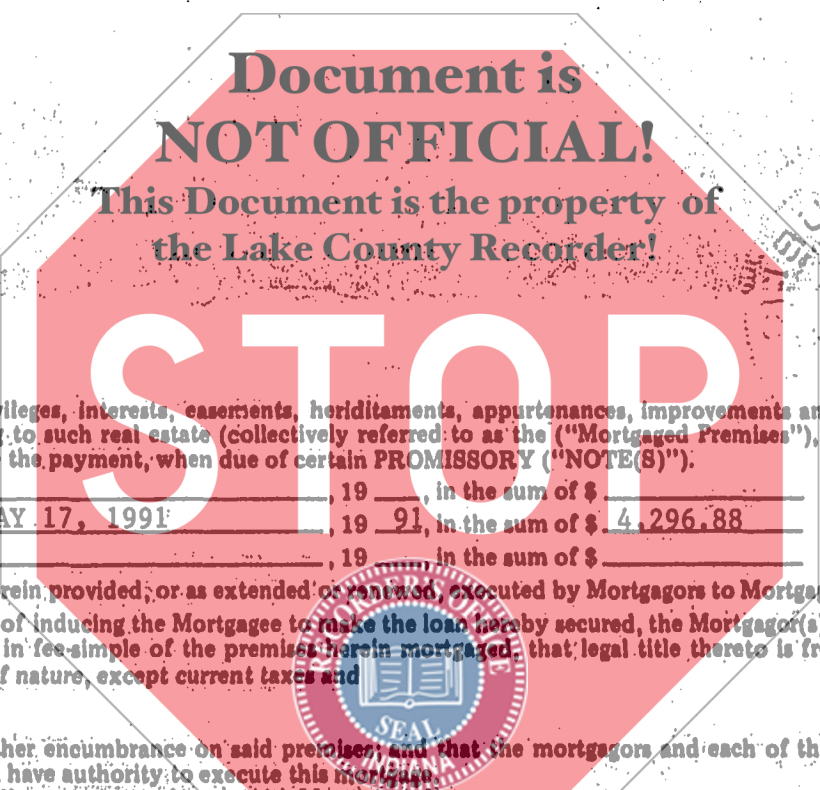 Document is
NOT OFFICIAL!
This Document is the property of
the Lake County Recorder!
STOP
vileges, interests, easements, heriditaments, appurtenances, improvements an
l to such real estate (collectively referred to as the ("Mortgaged Premises"),
the payment, when due of certain PROMISSORY ("NOTE(S)").
, 19 ____, in the sum of $
AY 17, 1991 , 19 91, in the sum of $ 4,296.88
, 19 ____, in the sum of $
rein provided, or as extended or renewed, executed by Mortgagors to Mortga
of inducing the Mortgagee to make the loan hereby secured, the Mortgagor(s)
in fee-simple of the premises herein mortgaged, that legal title thereto is fr
f nature, except current taxes and
RECORDER'S OFFICE
SEAL
INDIANA
her encumbrance on said premises; and that the mortgagors and each of th
have authority to execute this mortgage.